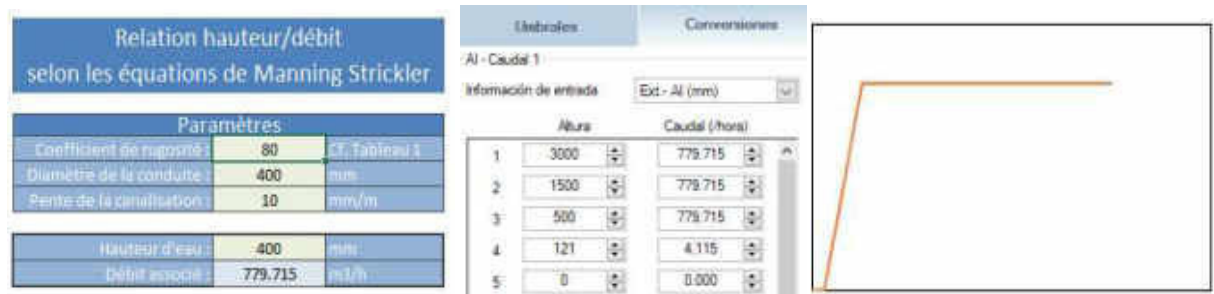 Relation hauteur/débit
selon les équations de Manning Strickler
Paramètres
Coefficient de rugosité : 80 Cf. Tableau 1
Diamètre de la conduite : 400 mm
Pente de la canalisation : 10 mm/m
Hauteur d'eau : 400 mm
Débit associé : 779.715 m3/h
Umbrales Conversiones
AI - Caudal 1
Información de entrada Ext - AI (mm)
Altura Caudal (/hora)
1 3000 779.715
2 1500 779.715
3 500 779.715
4 121 4.115
5 0 0.000